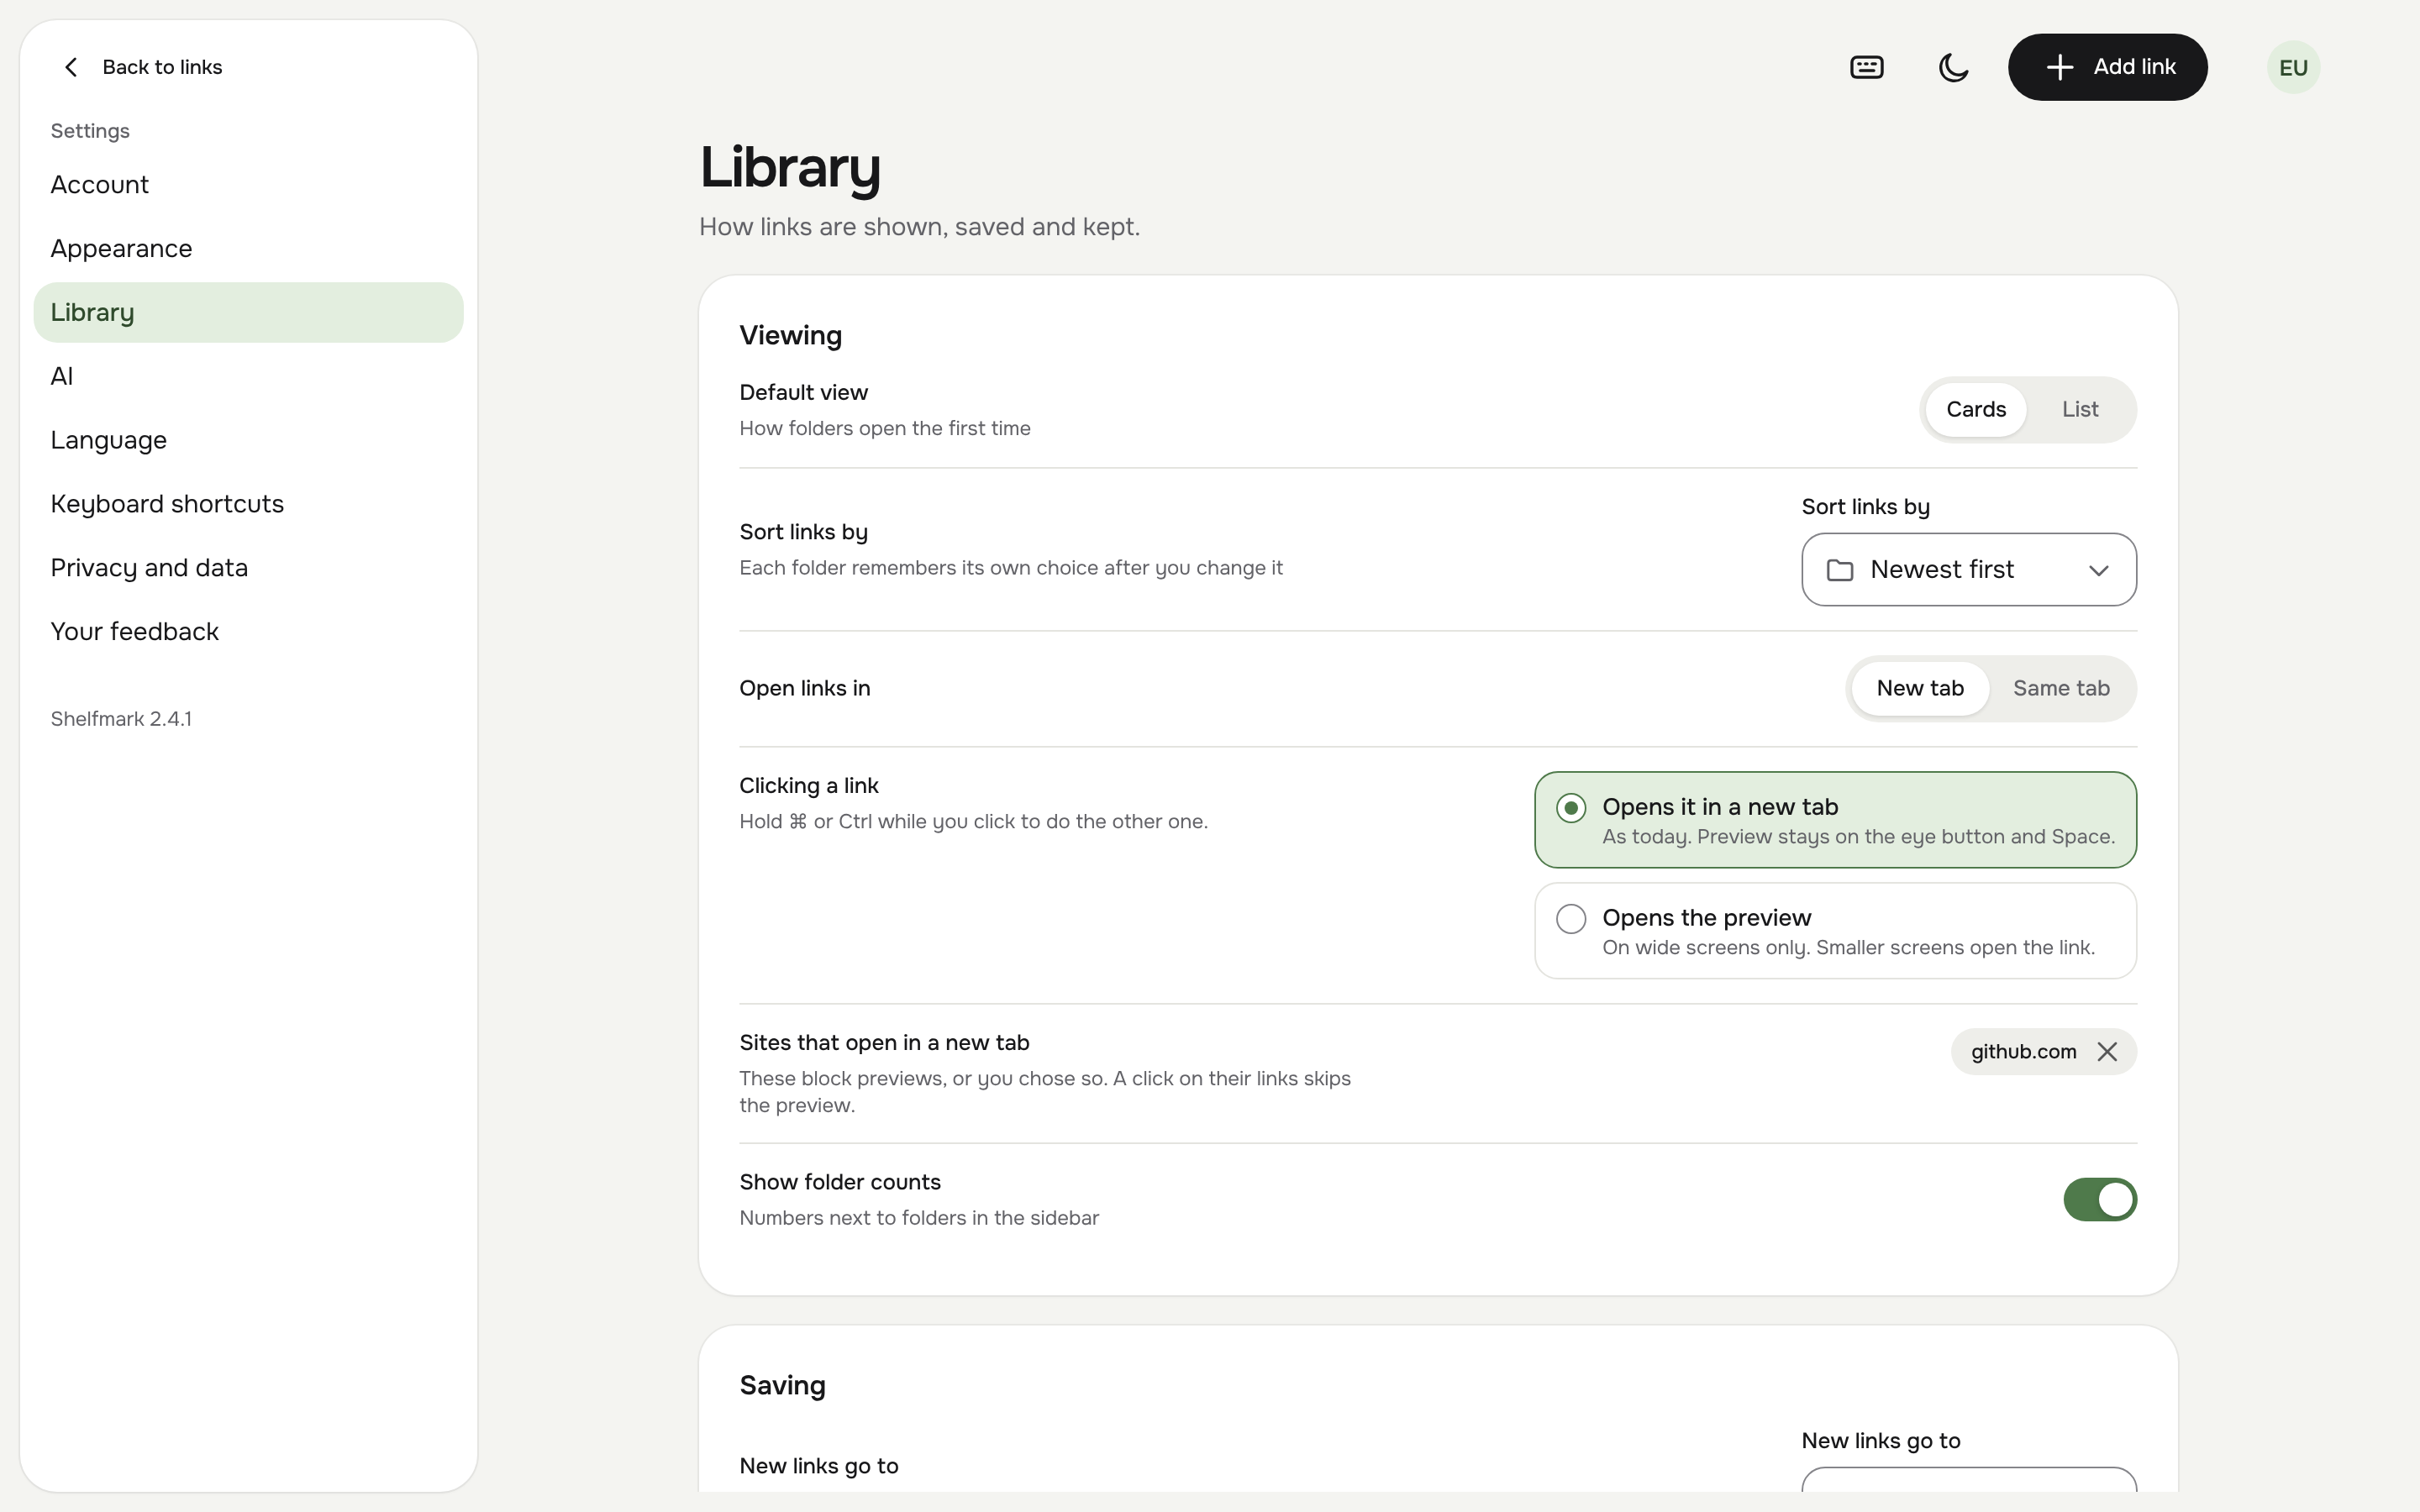 Back to links
Settings
Account
Appearance
Library
AI
Language
Keyboard shortcuts
Privacy and data
Your feedback
Shelfmark 2.4.1
Add link
EU
Library
How links are shown, saved and kept.
Viewing
Default view
How folders open the first time
Cards
List
Sort links by
Each folder remembers its own choice after you change it
Sort links by
Newest first
Open links in
New tab
Same tab
Clicking a link
Hold ⌘ or Ctrl while you click to do the other one.
Opens it in a new tab
As today. Preview stays on the eye button and Space.
Opens the preview
On wide screens only. Smaller screens open the link.
Sites that open in a new tab
These block previews, or you chose so. A click on their links skips
the preview.
github.com
Show folder counts
Numbers next to folders in the sidebar
Saving
New links go to
New links go to